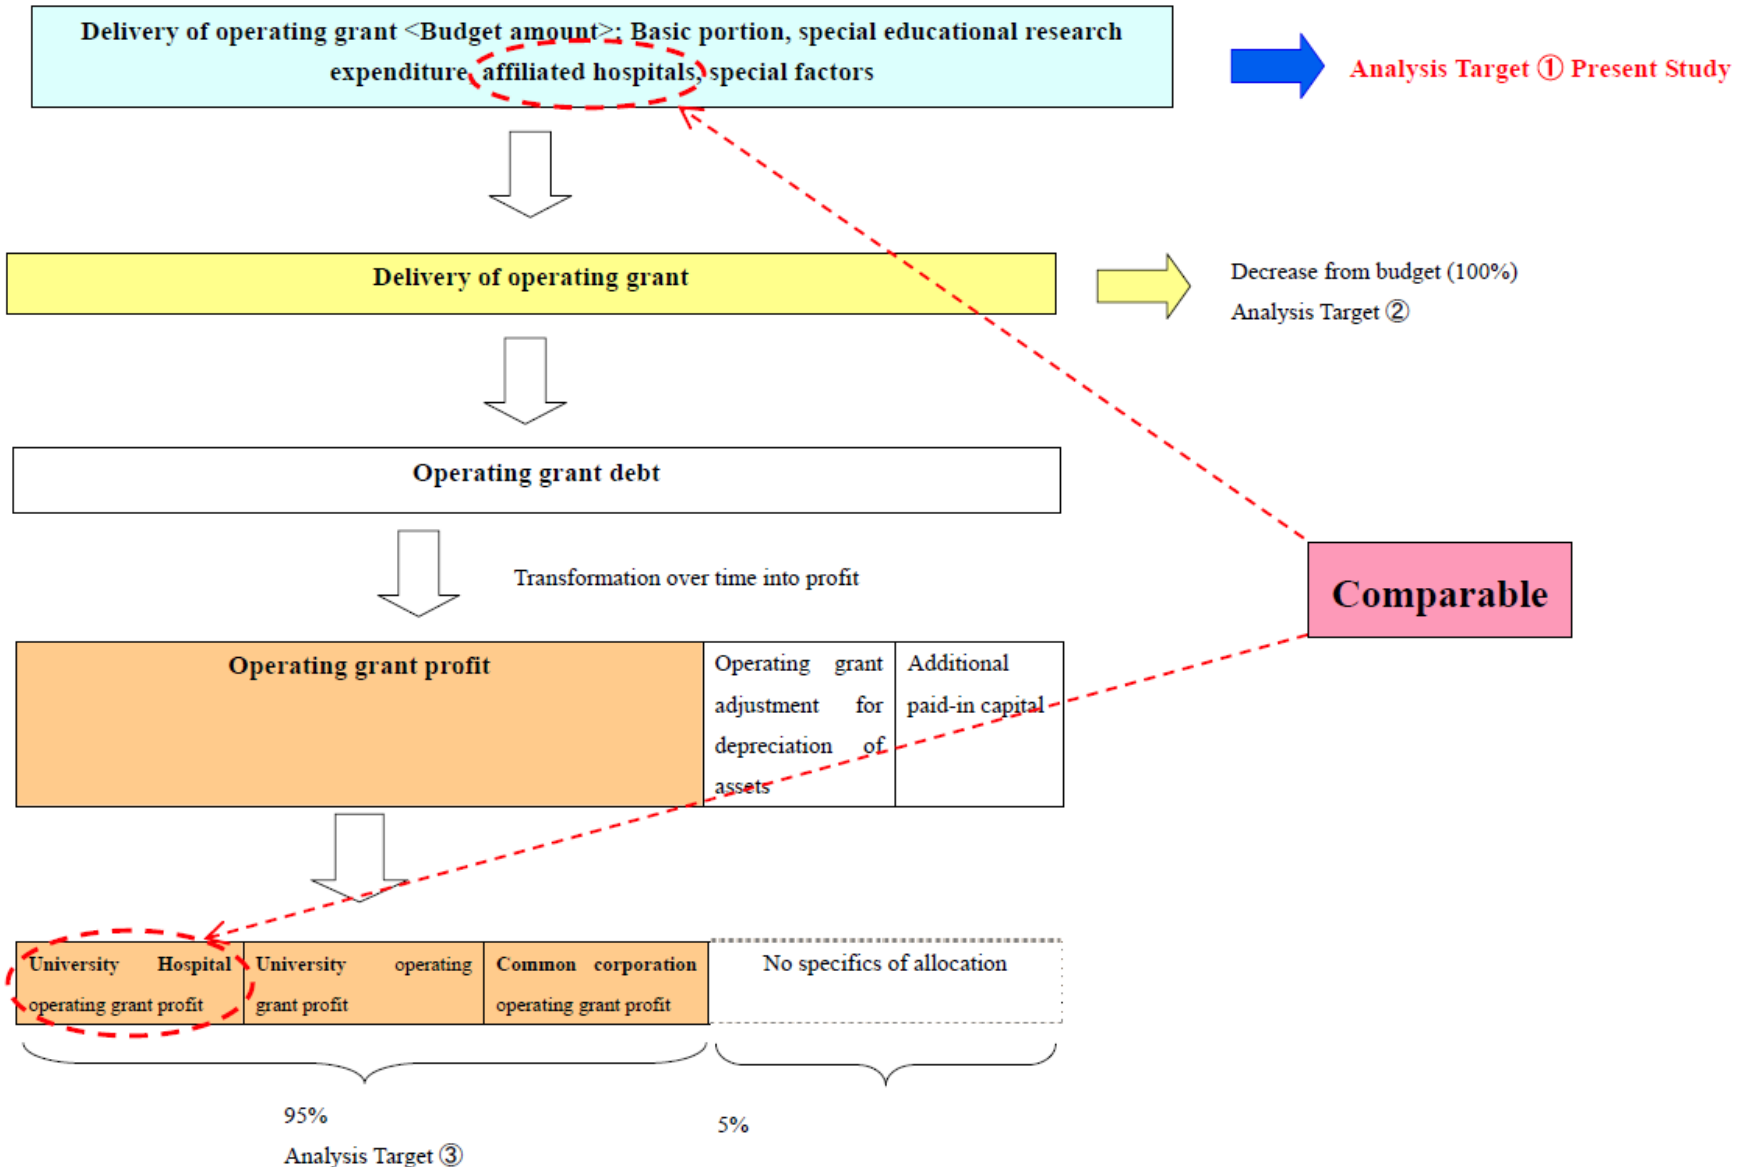 Delivery of operating grant <Budget amount>: Basic portion, special educational research
expenditure, affiliated hospitals, special factors
Analysis Target ① Present Study
Delivery of operating grant
Decrease from budget (100%)
Analysis Target ②
Operating grant debt
Transformation over time into profit
Comparable
Operating grant profit
Operating grant
adjustment for
depreciation of
assets
Additional
paid-in capital
University Hospital
operating grant profit
University operating
grant profit
Common corporation
operating grant profit
No specifics of allocation
95%
Analysis Target ③
5%